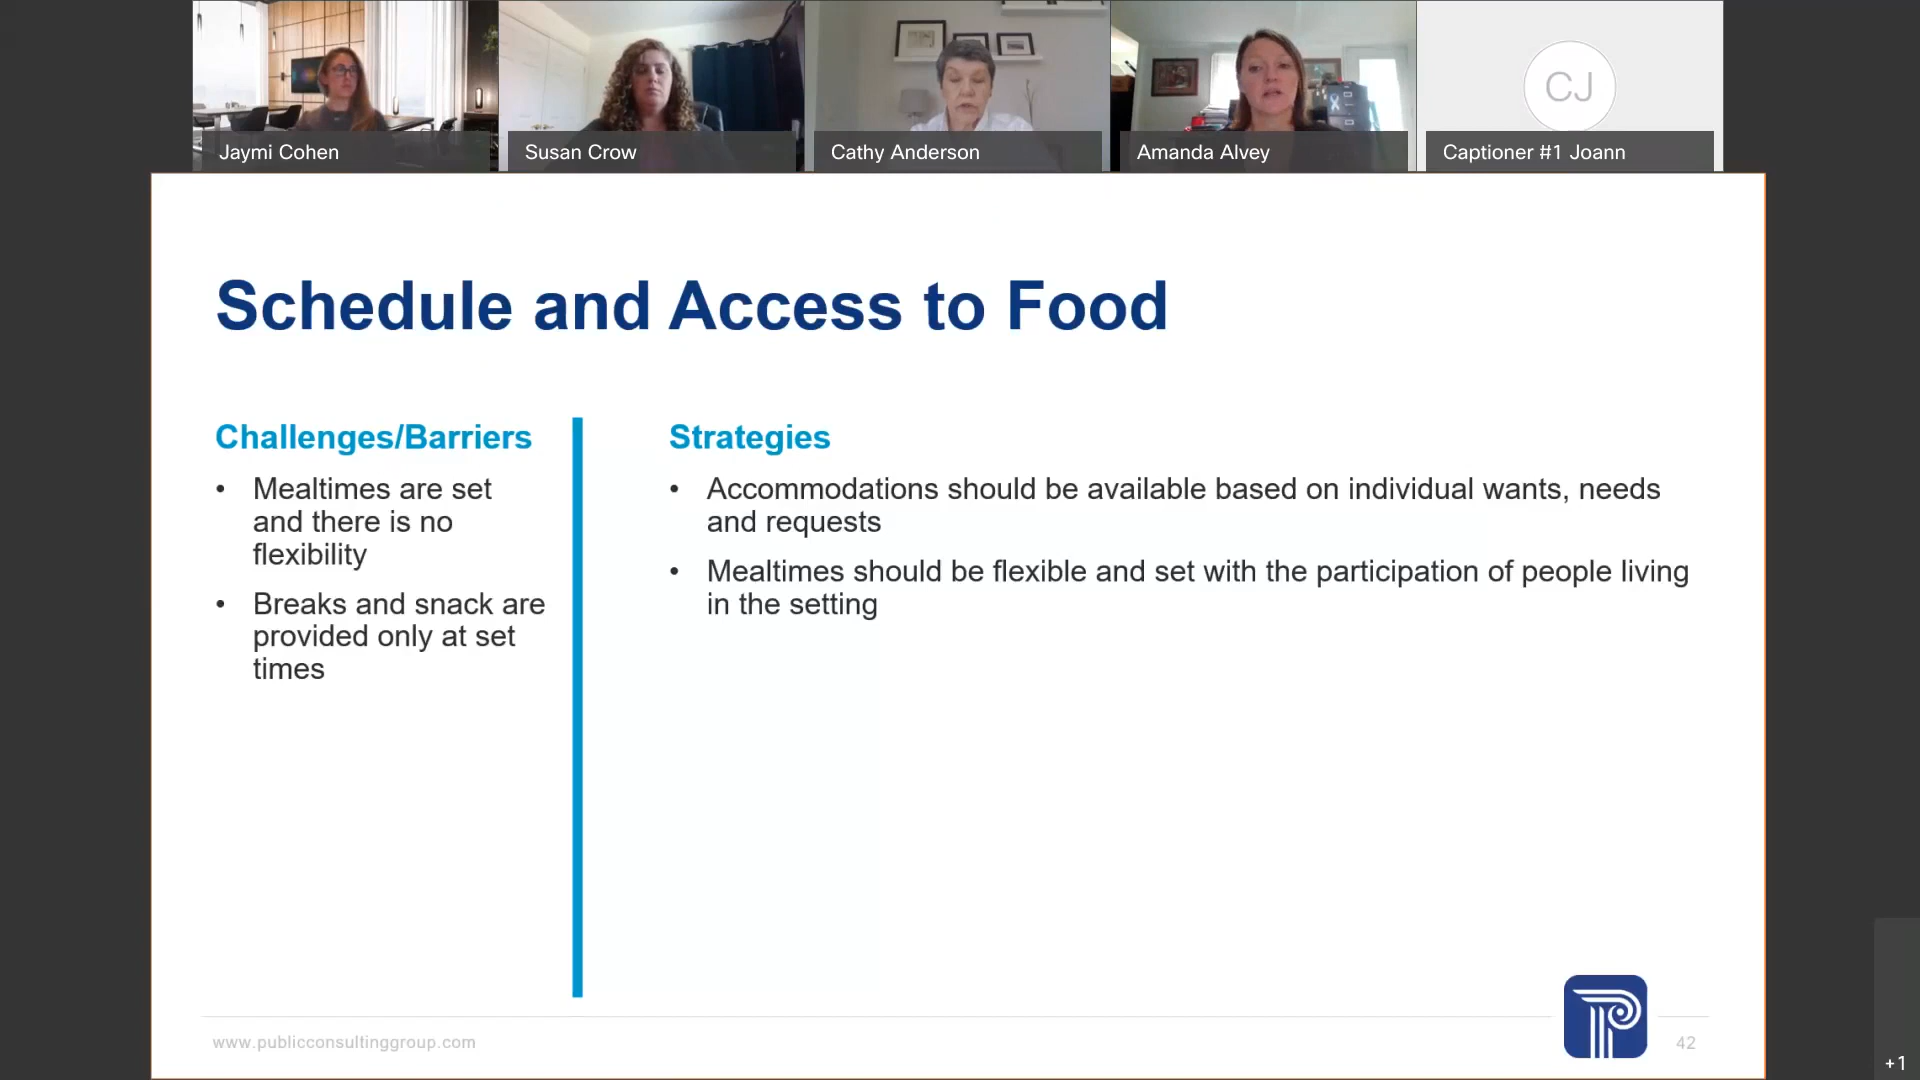 Jaymi Cohen
Susan Crow
Cathy Anderson
Amanda Alvey
CJ
Captioner #1 Joann
Schedule and Access to Food
Challenges/Barriers
• Mealtimes are set
and there is no
flexibility
• Breaks and snack are
provided only at set
times
Strategies
• Accommodations should be available based on individual wants, needs
and requests
• Mealtimes should be flexible and set with the participation of people living
in the setting
www.publicconsultinggroup.com
42
+1